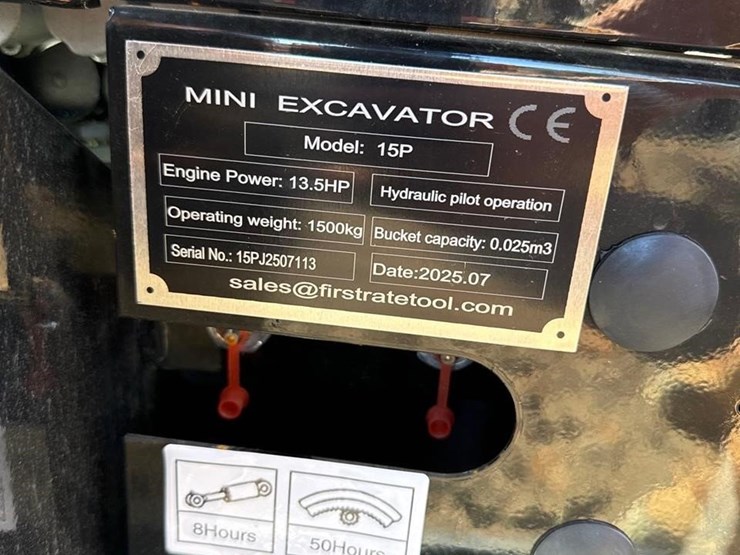 MINI EXCAVATOR CE
Model: 15P
Engine Power: 13.5HP
Hydraulic pilot operation
Operating weight: 1500kg
Bucket capacity: 0.025m3
Serial No.: 15PJ2507113
Date:2025.07
sales@firstratetool.com
8Hours
50Hours